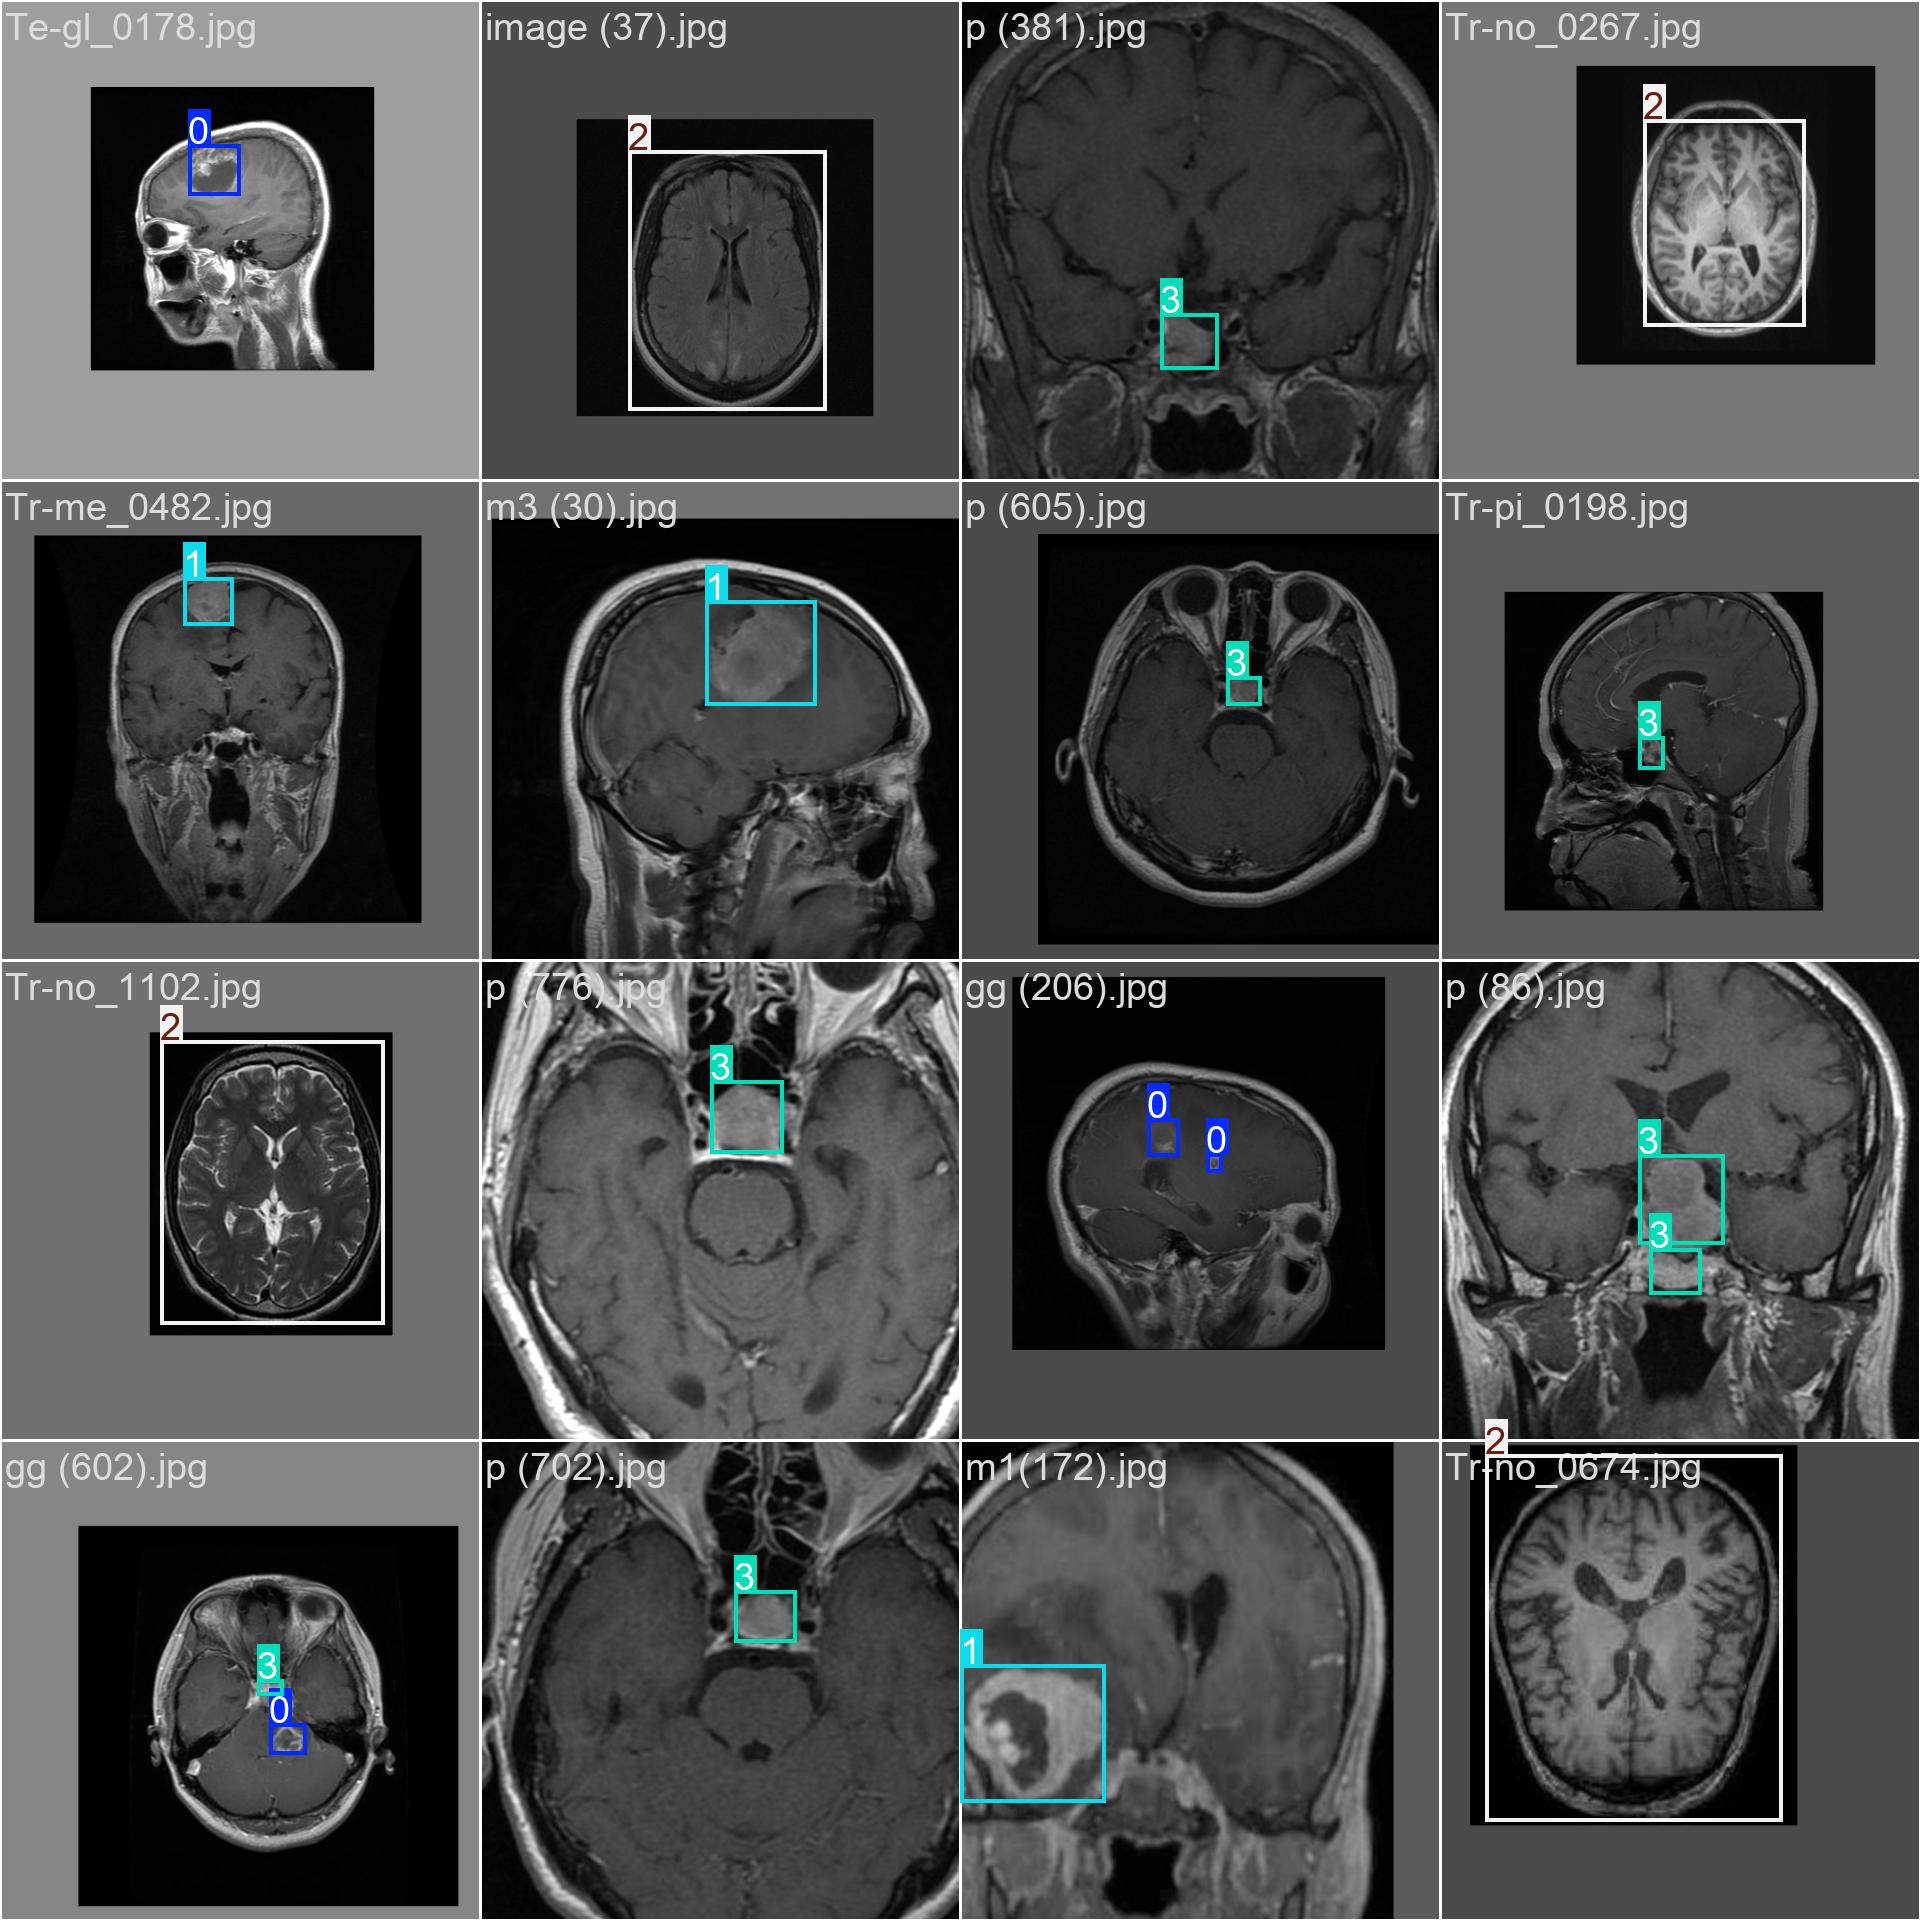 Te-gl_0178.jpg
0
image (37).jpg
2
p (381).jpg
3
Tr-no_0267.jpg
2
Tr-me_0482.jpg
1
m3 (30).jpg
1
p (605).jpg
3
Tr-pi_0198.jpg
3
Tr-no_1102.jpg
2
p (776).jpg
3
gg (206).jpg
0
0
p (86).jpg
3
3
gg (602).jpg
3
0
p (702).jpg
3
m1(172).jpg
1
Tr-no_0674.jpg
2